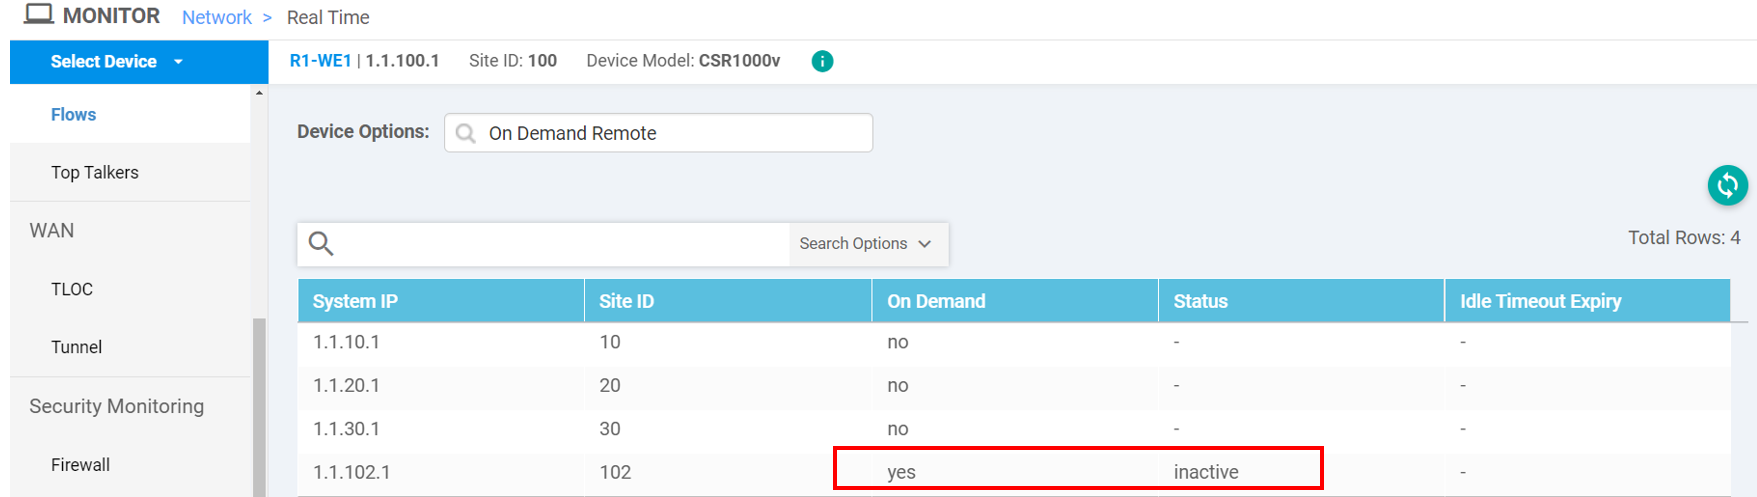 MONITOR Network > Real Time
Select Device R1-WE1 | 1.1.100.1 Site ID: 100 Device Model: CSR1000v i
Flows
Device Options: On Demand Remote
Top Talkers
WAN
Search Options
Total Rows: 4
TLOC
System IP Site ID On Demand Status Idle Timeout Expiry
Tunnel
1.1.10.1 10 no - -
1.1.20.1 20 no - -
Security Monitoring
1.1.30.1 30 no - -
Firewall
1.1.102.1 102 yes inactive -